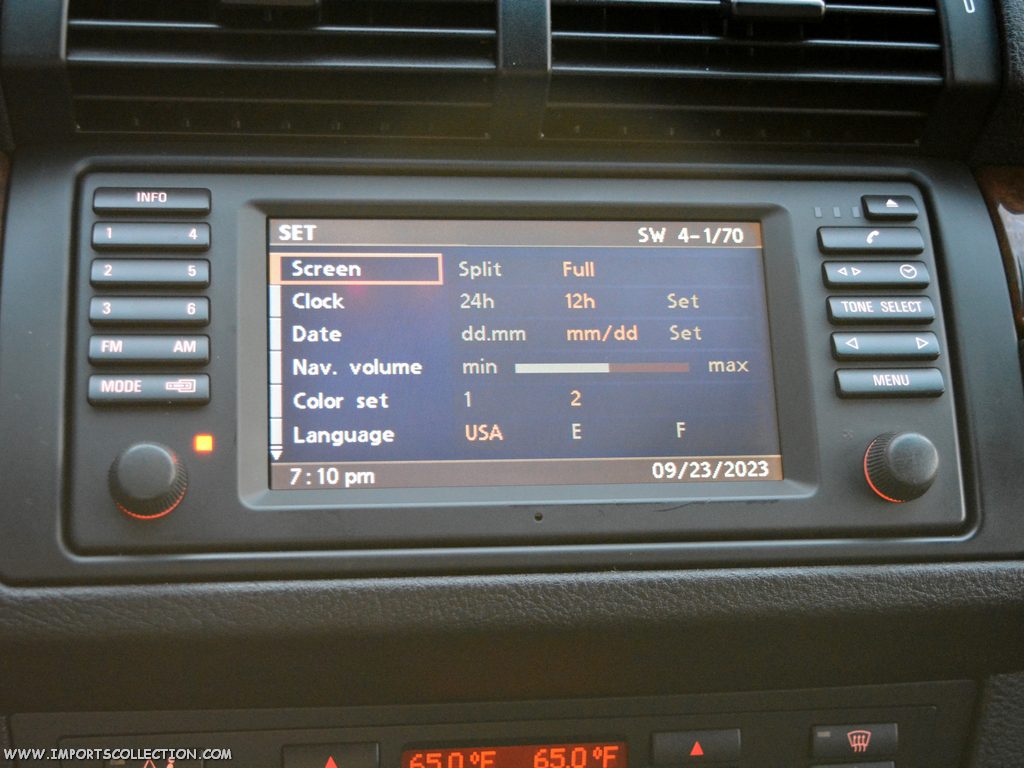 INFO
1 4
2 5
3 6
FM AM
MODE
TONE SELECT
MENU
SET SW 4-1/70
Screen Split Full
Clock 24h 12h Set
Date dd.mm mm/dd Set
Nav. volume min max
Color set 1 2
Language USA E F
7:10 pm 09/23/2023
65.0°F 65.0°F
WWW.IMPORTSCOLLECTION.COM